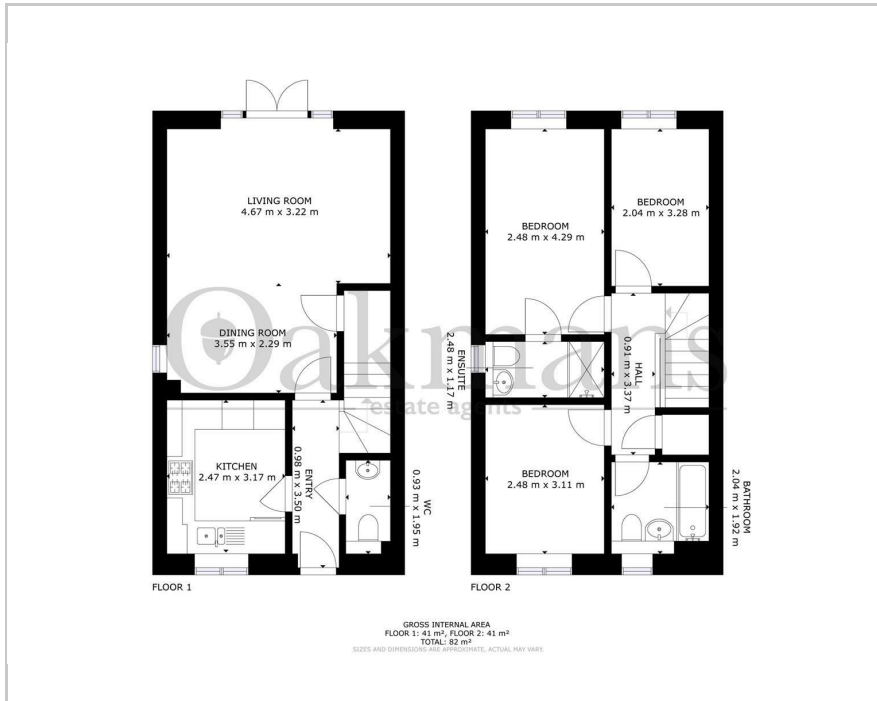 LIVING ROOM
4.67 m x 3.22 m
DINING ROOM
3.55 m x 2.29 m
KITCHEN
2.47 m x 3.17 m
ENTRY
0.98 m x 3.50 m
WC
0.93 m x 1.95 m
FLOOR 1
BEDROOM
2.48 m x 4.29 m
BEDROOM
2.04 m x 3.28 m
ENSUITE
2.48 m x 1.17 m
HALL
0.91 m x 3.37 m
BEDROOM
2.48 m x 3.11 m
BATHROOM
2.04 m x 1.92 m
FLOOR 2
Oakmans
estate agents
GROSS INTERNAL AREA
FLOOR 1: 41 m², FLOOR 2: 41 m²
TOTAL: 82 m²
SIZES AND DIMENSIONS ARE APPROXIMATE, ACTUAL MAY VARY.